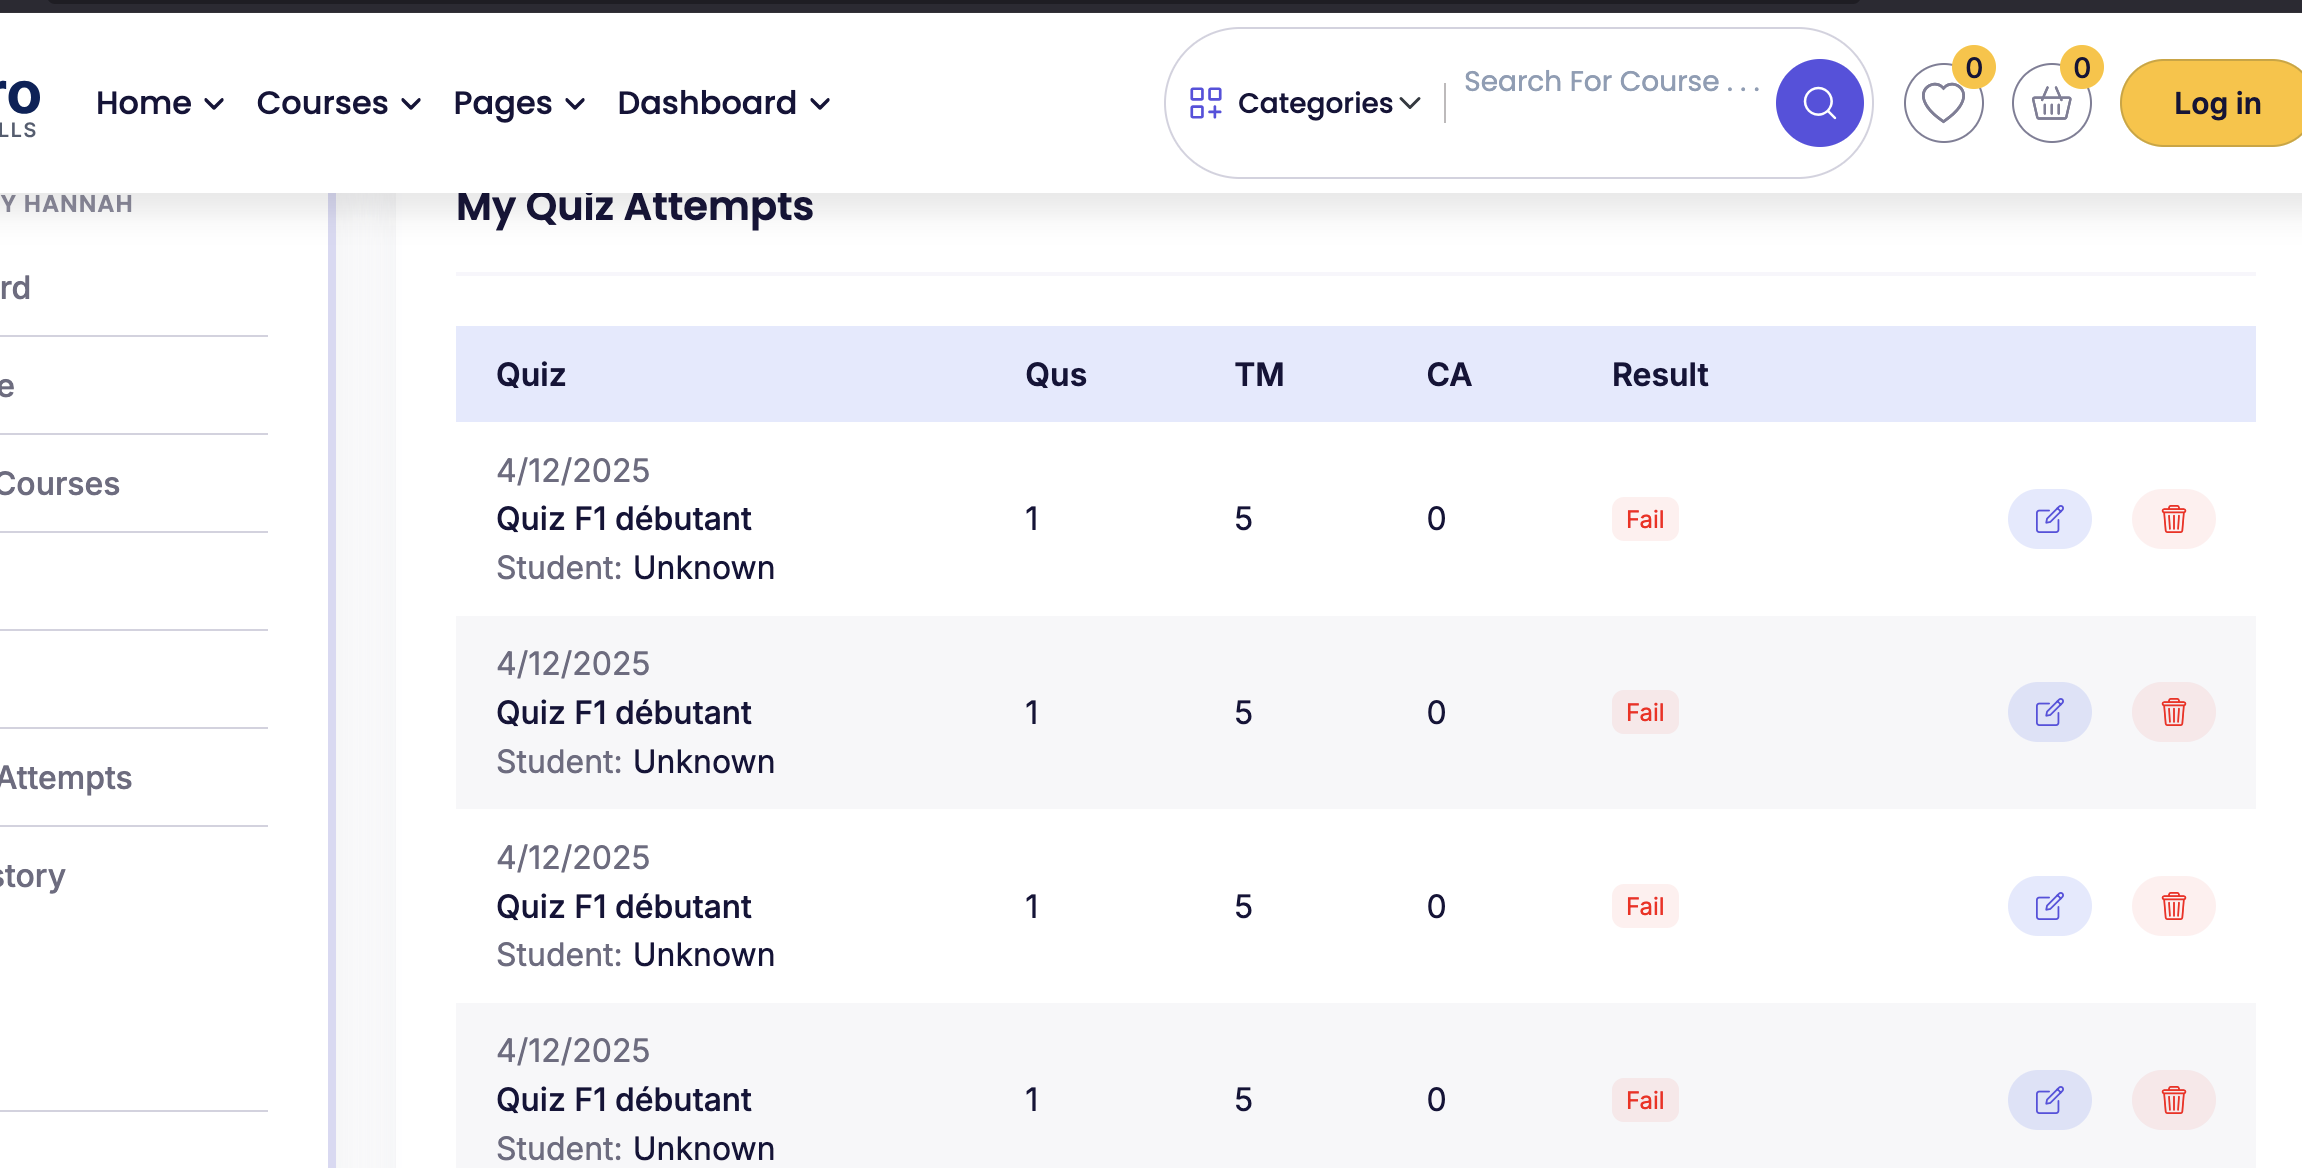 ro
LLS
Home
Courses
Pages
Dashboard
Categories
Search For Course . . .
0
0
Log in
Y HANNAH
rd
e
Courses
Attempts
story
My Quiz Attempts
Quiz Qus TM CA Result
4/12/2025
Quiz F1 débutant 1 5 0 Fail
Student: Unknown
4/12/2025
Quiz F1 débutant 1 5 0 Fail
Student: Unknown
4/12/2025
Quiz F1 débutant 1 5 0 Fail
Student: Unknown
4/12/2025
Quiz F1 débutant 1 5 0 Fail
Student: Unknown